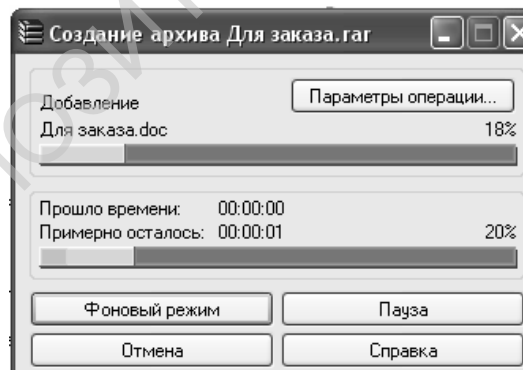 Создание архива Для заказа.rar
Добавление
Параметры операции...
Для заказа.doc 18%
Прошло времени: 00:00:00
Примерно осталось: 00:00:01 20%
Фоновый режим Пауза
Отмена Справка